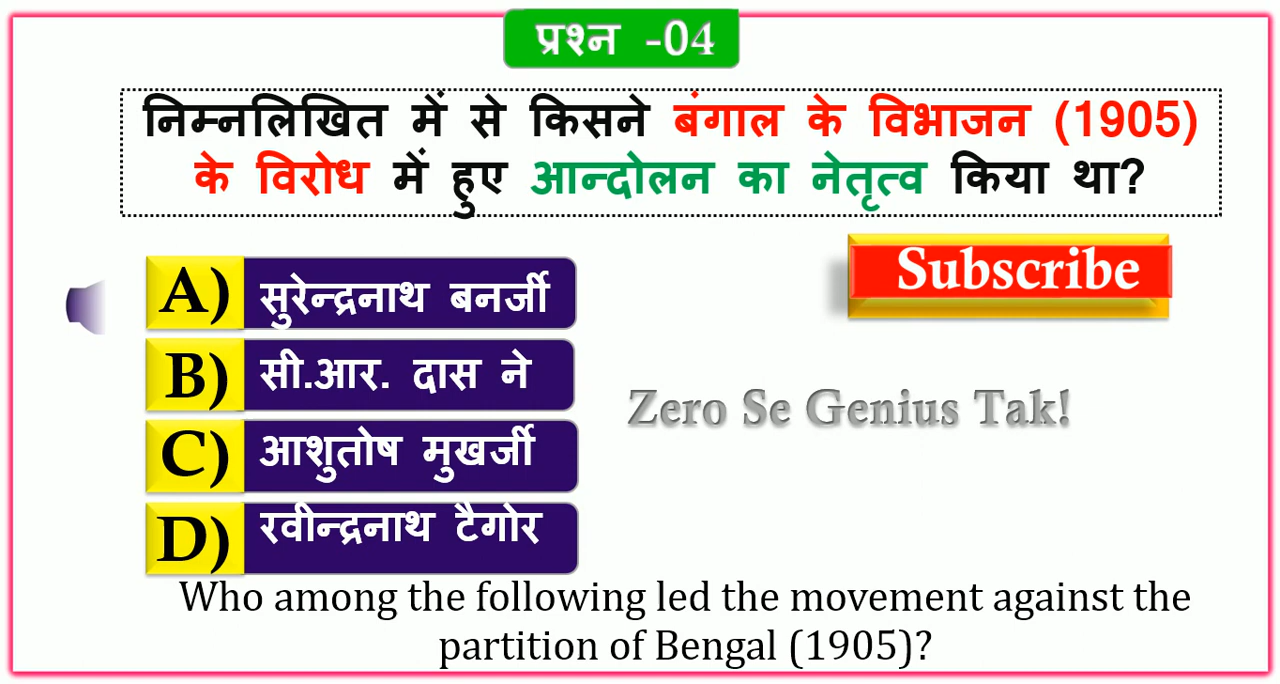 प्रश्न -04
निम्नलिखित में से किसने बंगाल के विभाजन (1905)
के विरोध में हुए आन्दोलन का नेतृत्व किया था?
Subscribe
A) सुरेन्द्रनाथ बनर्जी
B) सी.आर. दास ने
Zero Se Genius Tak!
C) आशुतोष मुखर्जी
D) रवीन्द्रनाथ टैगोर
Who among the following led the movement against the
partition of Bengal (1905)?